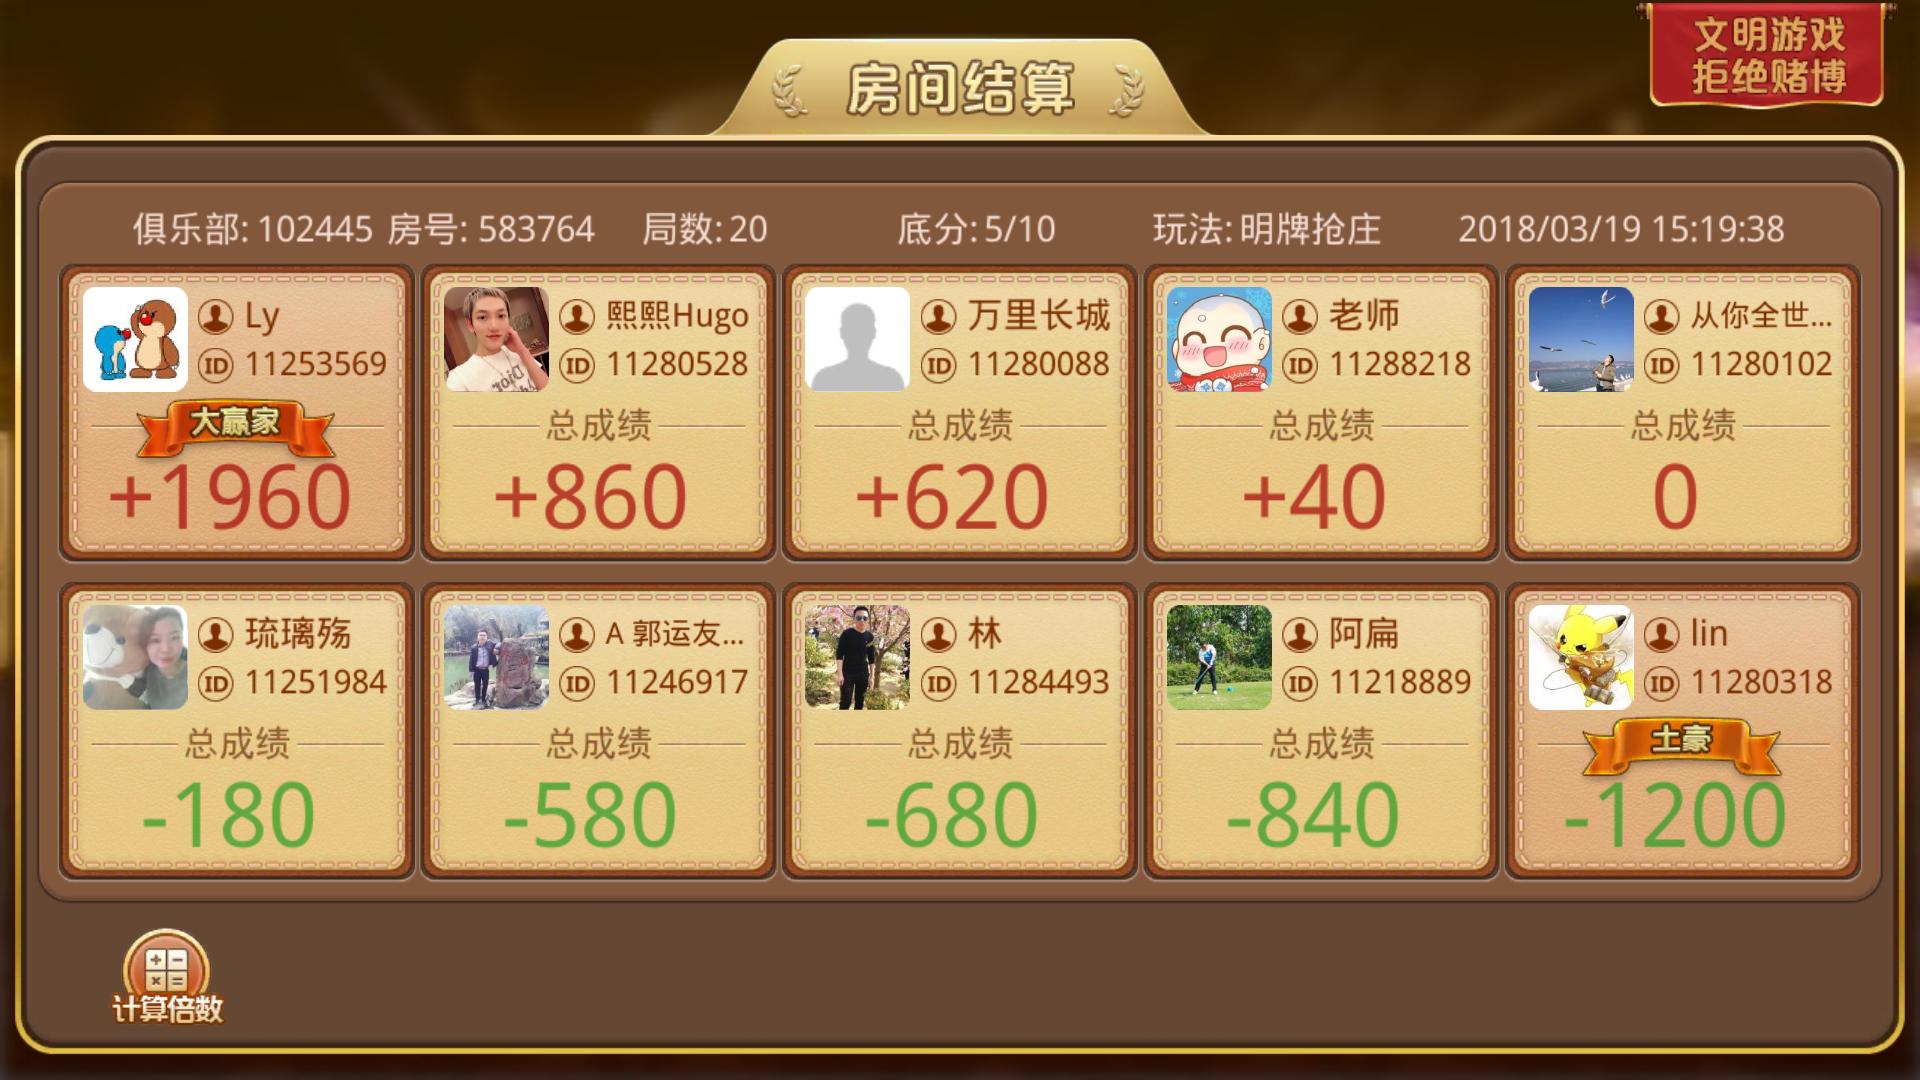 房间结算
文明游戏
拒绝赌博
俱乐部: 102445 房号: 583764 局数: 20 底分: 5/10 玩法: 明牌抢庄 2018/03/19 15:19:38
Ly
ID 11253569
大赢家
+1960
熙熙Hugo
ID 11280528
总成绩
+860
万里长城
ID 11280088
总成绩
+620
老师
ID 11288218
总成绩
+40
从你全世...
ID 11280102
总成绩
0
琉璃殇
ID 11251984
总成绩
-180
A 郭运友...
ID 11246917
总成绩
-580
林
ID 11284493
总成绩
-680
阿扁
ID 11218889
总成绩
-840
lin
ID 11280318
土豪
-1200
计算倍数